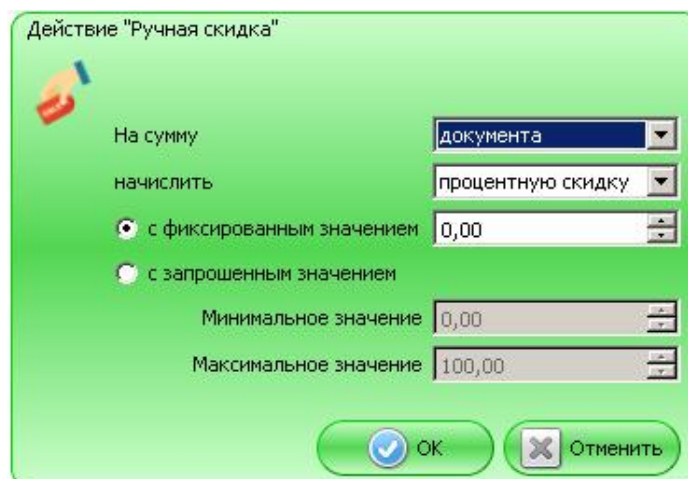 Действие "Ручная скидка"
На сумму документа
начислить процентную скидку
с фиксированным значением 0,00
с запрошенным значением
Минимальное значение 0,00
Максимальное значение 100,00
OK Отменить